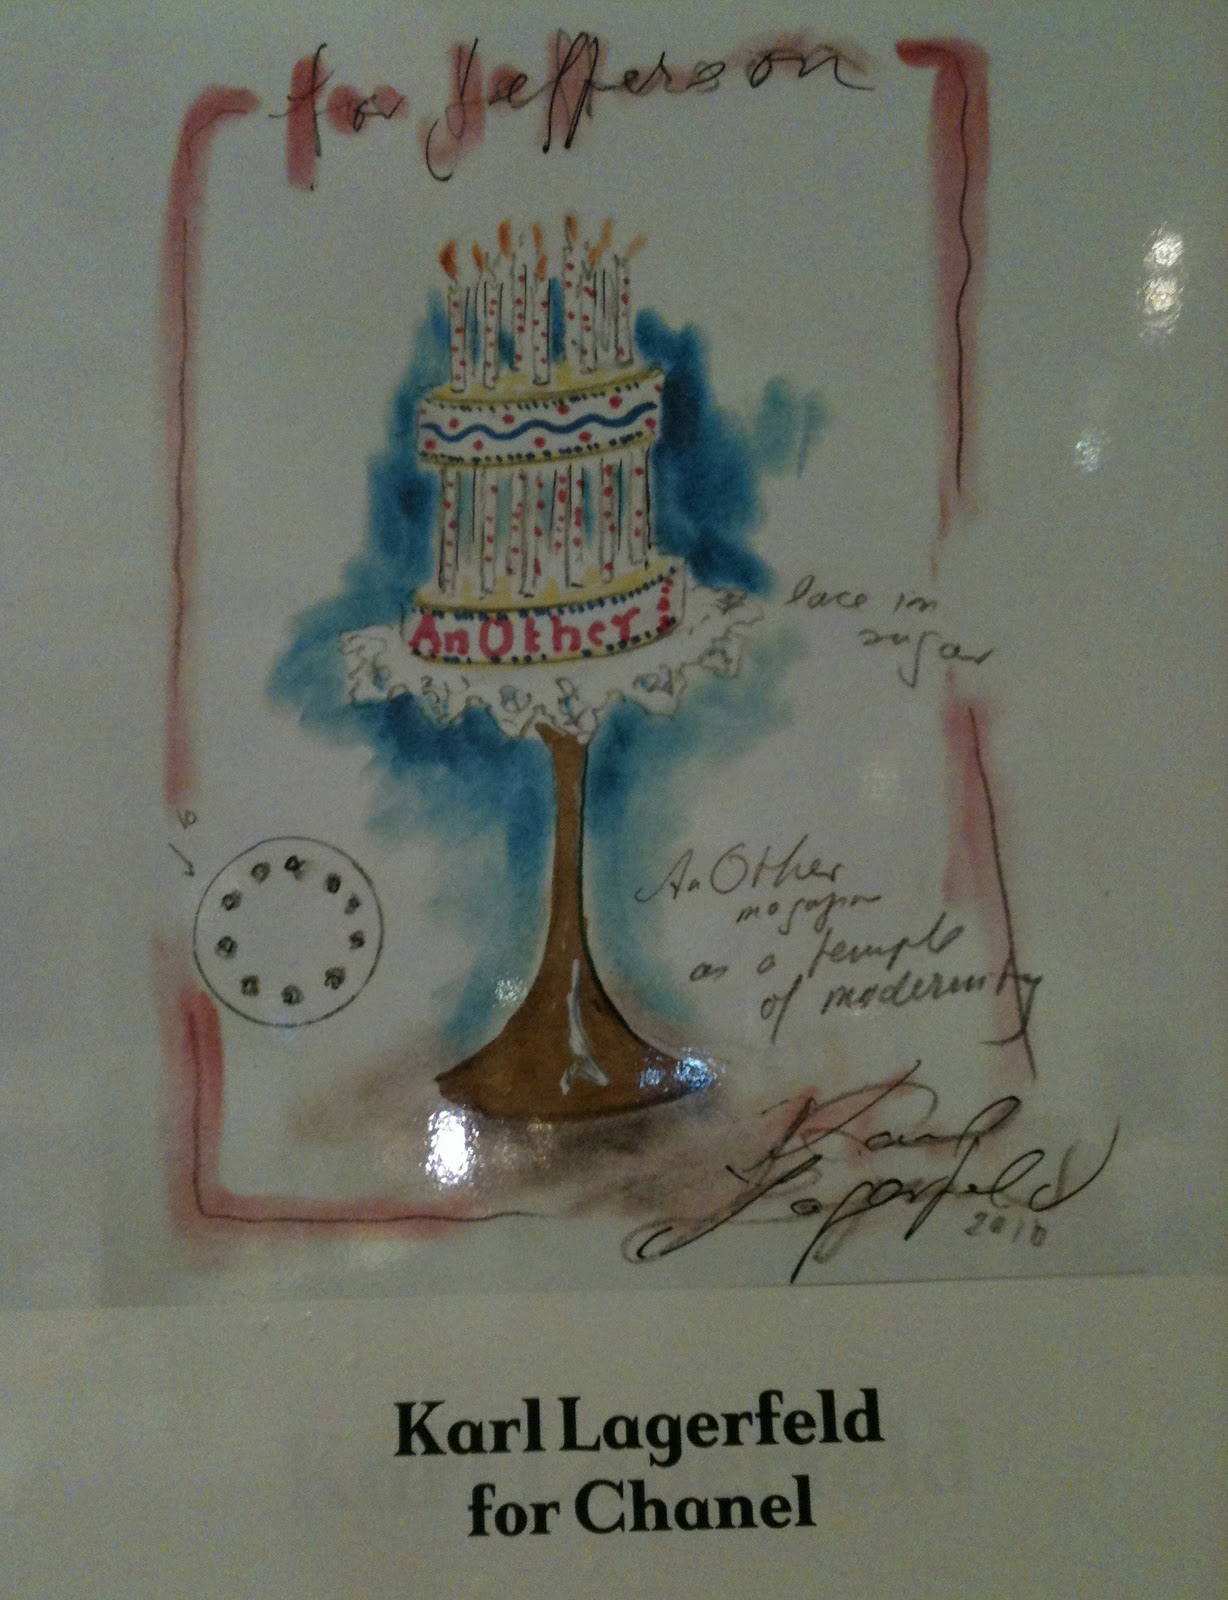 for Jefferson
AnOther
lace in
sugar
AnOther
magazine
as a temple
of modernity
Karl
Lagerfeld
2010
Karl Lagerfeld
for Chanel